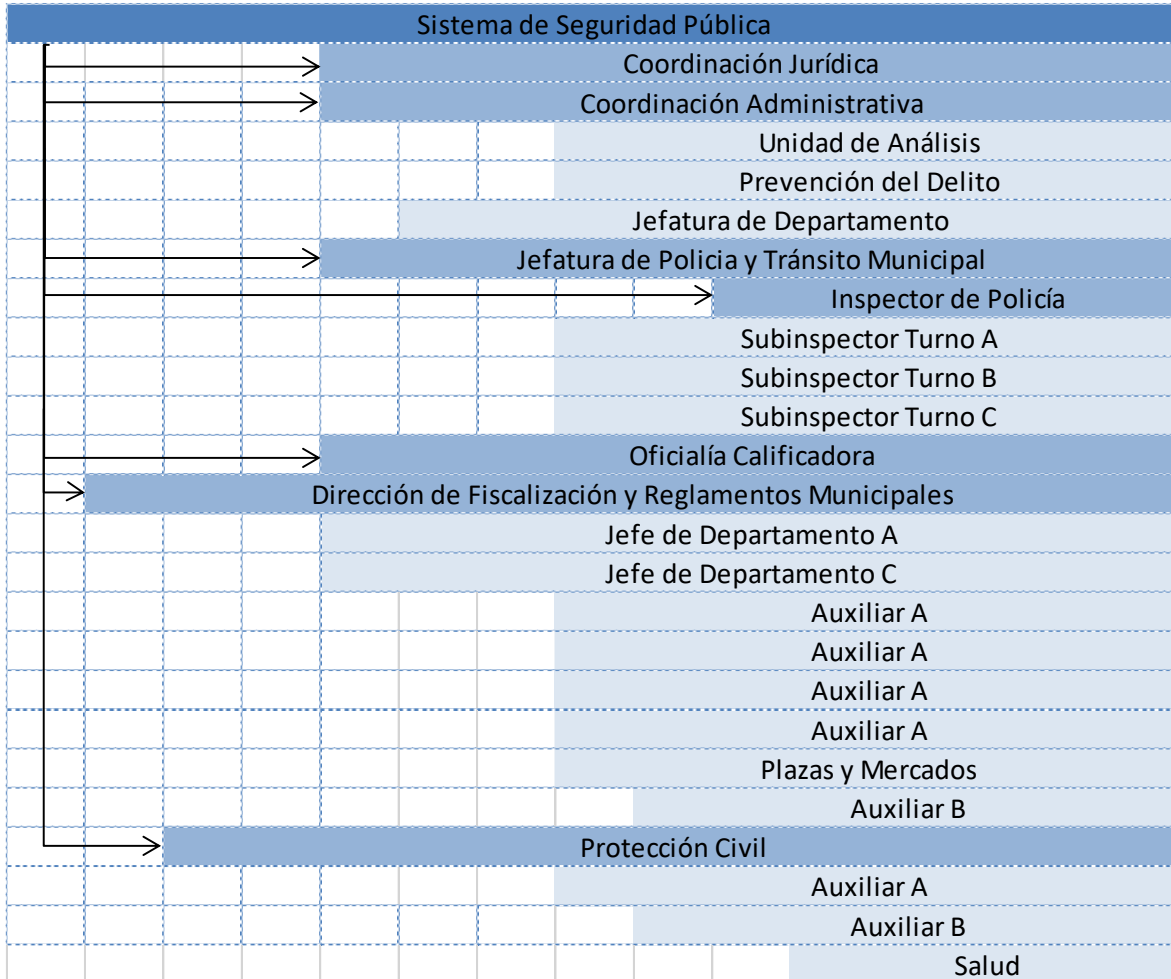 Sistema de Seguridad Pública
Coordinación Jurídica
Coordinación Administrativa
Unidad de Análisis
Prevención del Delito
Jefatura de Departamento
Jefatura de Policia y Tránsito Municipal
Inspector de Policía
Subinspector Turno A
Subinspector Turno B
Subinspector Turno C
Oficialía Calificadora
Dirección de Fiscalización y Reglamentos Municipales
Jefe de Departamento A
Jefe de Departamento C
Auxiliar A
Auxiliar A
Auxiliar A
Auxiliar A
Plazas y Mercados
Auxiliar B
Protección Civil
Auxiliar A
Auxiliar B
Salud